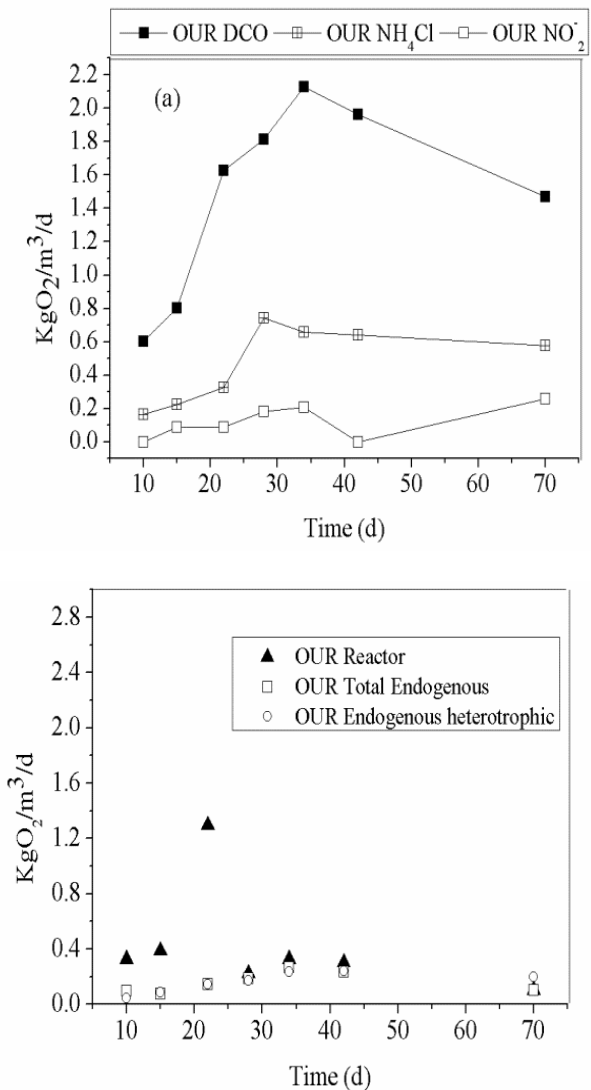 OUR DCO OUR NH4Cl OUR NO-2
(a)
2.2
2.0
1.8
1.6
1.4
1.2
1.0
0.8
0.6
0.4
0.2
0.0
KgO2/m3/d
10 20 30 40 50 60 70
Time (d)
2.8
2.4
2.0
1.6
1.2
0.8
0.4
0.0
KgO2/m3/d
OUR Reactor
OUR Total Endogenous
OUR Endogenous heterotrophic
10 20 30 40 50 60 70
Time (d)